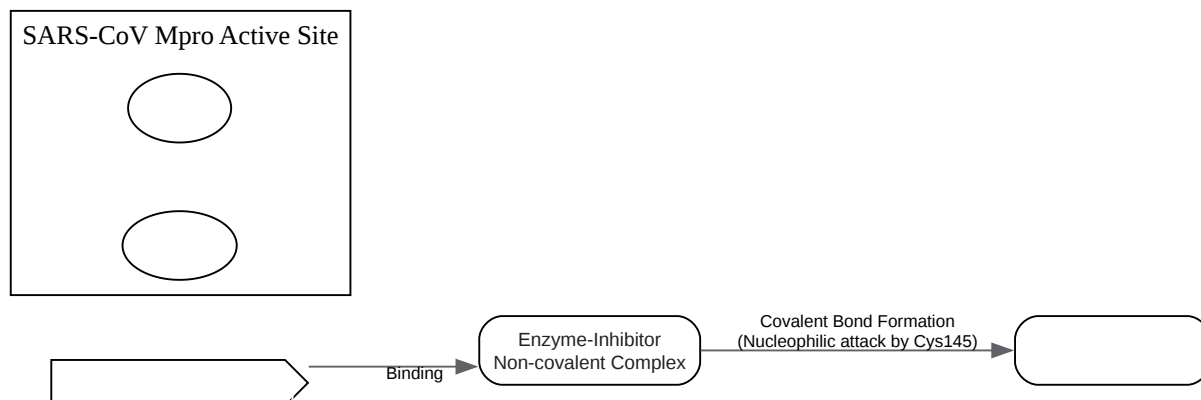 SARS-CoV Mpro Active Site
Enzyme-Inhibitor
Non-covalent Complex
Covalent Bond Formation
(Nucleophilic attack by Cys145)
Binding